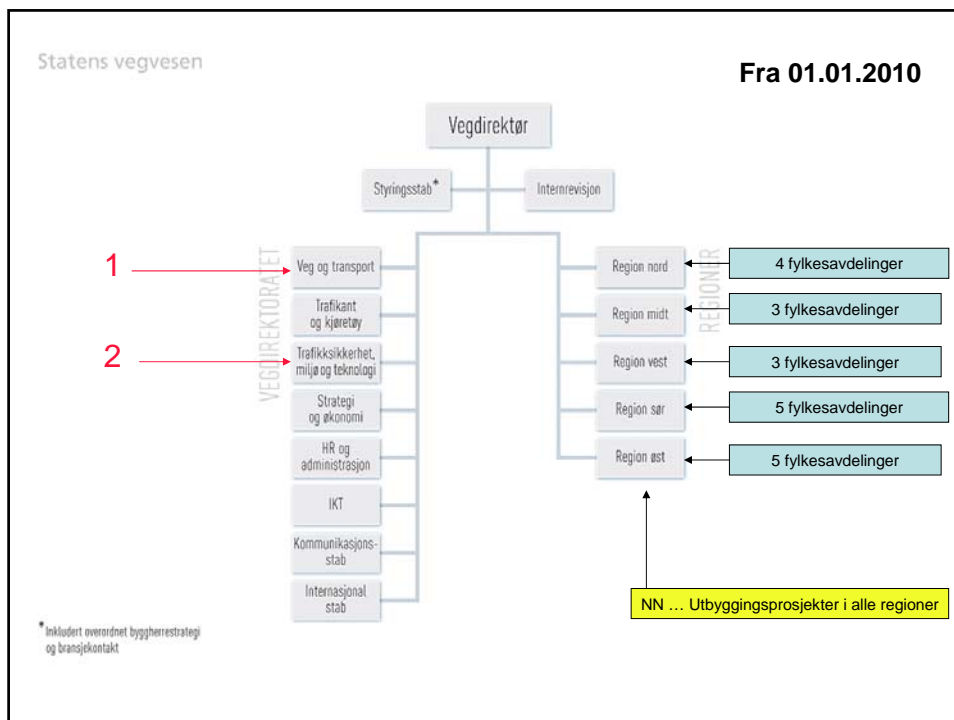 Statens vegvesen
Fra 01.01.2010
Vegdirektør
Styringsstab*
Internrevisjon
VEGDIREKTORATET
REGIONER
1
Veg og transport
Trafikant
og kjøretøy
2
Trafikksikkerhet,
miljø og teknologi
Strategi
og økonomi
HR og
administrasjon
IKT
Kommunikasjons-
stab
Internasjonal
stab
Region nord
4 fylkesavdelinger
Region midt
3 fylkesavdelinger
Region vest
3 fylkesavdelinger
Region sør
5 fylkesavdelinger
Region øst
5 fylkesavdelinger
NN ... Utbyggingsprosjekter i alle regioner
* Inkludert overordnet byggherrestrategi
og bransjekontakt